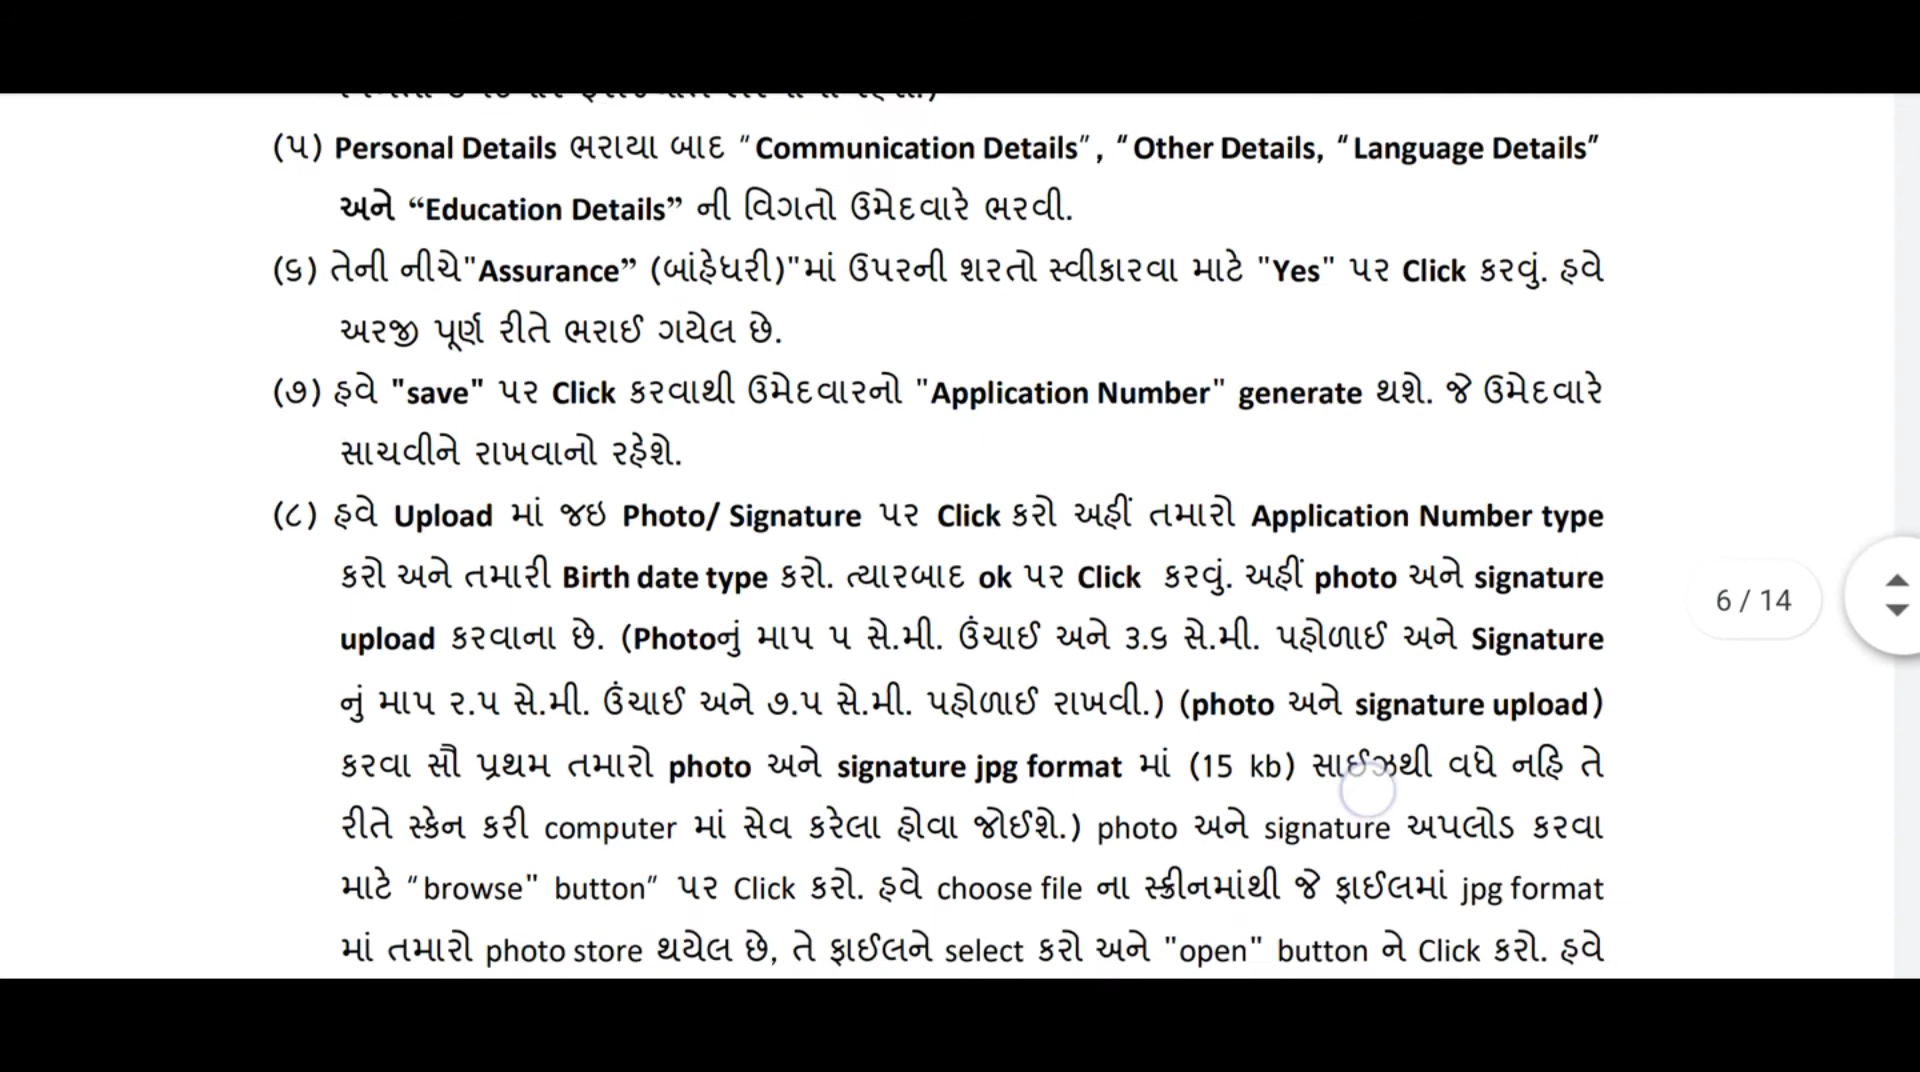 (૫) Personal Details ભરાયા બાદ “Communication Details”, “Other Details, “Language Details”
અને “Education Details” ની વિગતો ઉમેદવારે ભરવી.
(૬) તેની નીચે"Assurance” (બાંહેધરી)"માં ઉપરની શરતો સ્વીકારવા માટે "Yes" પર Click કરવું. હવે
અરજી પૂર્ણ રીતે ભરાઈ ગયેલ છે.
(૭) હવે "save" પર Click કરવાથી ઉમેદવારનો "Application Number" generate થશે. જે ઉમેદવારે
સાચવીને રાખવાનો રહેશે.
(૮) હવે Upload માં જઇ Photo/ Signature પર Click કરો અહીં તમારો Application Number type
કરો અને તમારી Birth date type કરો. ત્યારબાદ ok પર Click કરવું. અહીં photo અને signature
upload કરવાના છે. (Photoનું માપ ૫ સે.મી. ઉંચાઈ અને ૩.૬ સે.મી. પહોળાઈ અને Signature
6 / 14
નું માપ ૨.૫ સે.મી. ઉંચાઈ અને ૭.૫ સે.મી. પહોળાઈ રાખવી.) (photo અને signature upload)
કરવા સૌ પ્રથમ તમારો photo અને signature jpg format માં (15 kb) સાઈઝથી વધે નહિ તે
રીતે સ્કેન કરી computer માં સેવ કરેલા હોવા જોઈશે.) photo અને signature અપલોડ કરવા
માટે “browse" button” પર Click કરો. હવે choose file ના સ્ક્રીનમાંથી જે ફાઈલમાં jpg format
માં તમારો photo store થયેલ છે, તે ફાઈલને select કરો અને "open" button ને Click કરો. હવે